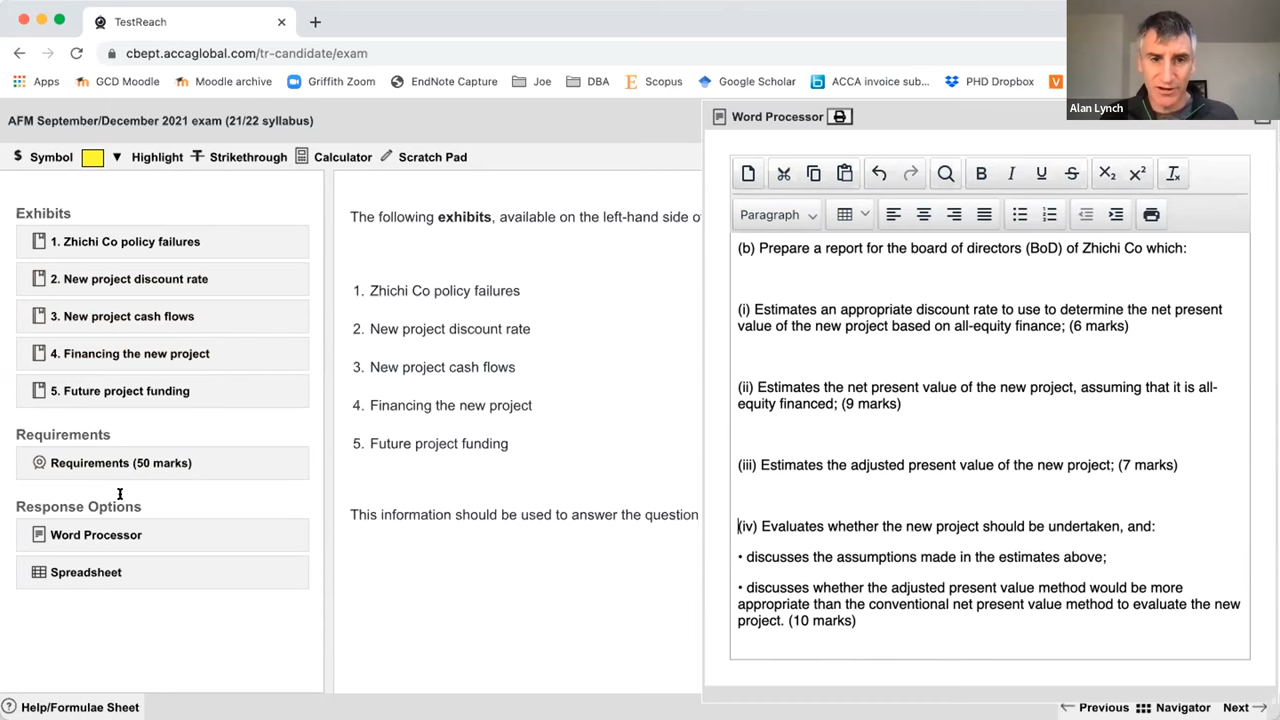 TestReach
cbept.accaglobal.com/tr-candidate/exam
Apps GCD Moodle Moodle archive Griffith Zoom EndNote Capture Joe DBA Scopus Google Scholar ACCA invoice sub... PHD Dropbox
Alan Lynch
AFM September/December 2021 exam (21/22 syllabus)
Word Processor
$ Symbol Highlight Strikethrough Calculator Scratch Pad
B I U S X₂ X² Tx
Paragraph
Exhibits
1. Zhichi Co policy failures
2. New project discount rate
3. New project cash flows
4. Financing the new project
5. Future project funding
Requirements
Requirements (50 marks)
Response Options
Word Processor
Spreadsheet
The following exhibits, available on the left-hand side o
1. Zhichi Co policy failures
2. New project discount rate
3. New project cash flows
4. Financing the new project
5. Future project funding
This information should be used to answer the question
(b) Prepare a report for the board of directors (BoD) of Zhichi Co which:
(i) Estimates an appropriate discount rate to use to determine the net present
value of the new project based on all-equity finance; (6 marks)
(ii) Estimates the net present value of the new project, assuming that it is all-
equity financed; (9 marks)
(iii) Estimates the adjusted present value of the new project; (7 marks)
(iv) Evaluates whether the new project should be undertaken, and:
• discusses the assumptions made in the estimates above;
• discusses whether the adjusted present value method would be more
appropriate than the conventional net present value method to evaluate the new
project. (10 marks)
Help/Formulae Sheet
Previous Navigator Next